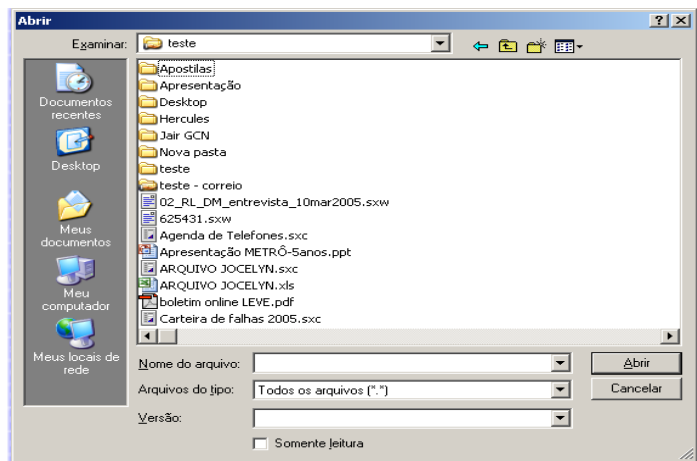 Abrir
Examinar: teste
Documentos
recentes
Desktop
Meus
documentos
Meu
computador
Meus locais de
rede
Apostilas
Apresentação
Desktop
Hercules
Jair GCN
Nova pasta
teste
teste - correio
02_RL_DM_entrevista_10mar2005.sxw
625431.sxw
Agenda de Telefones.sxc
Apresentação METRÔ-5anos.ppt
ARQUIVO JOCELYN.sxc
ARQUIVO JOCELYN.xls
boletim online LEVE.pdf
Carteira de falhas 2005.sxc
Nome do arquivo: Abrir
Arquivos do tipo: Todos os arquivos (*.*) Cancelar
Versão:
Somente leitura